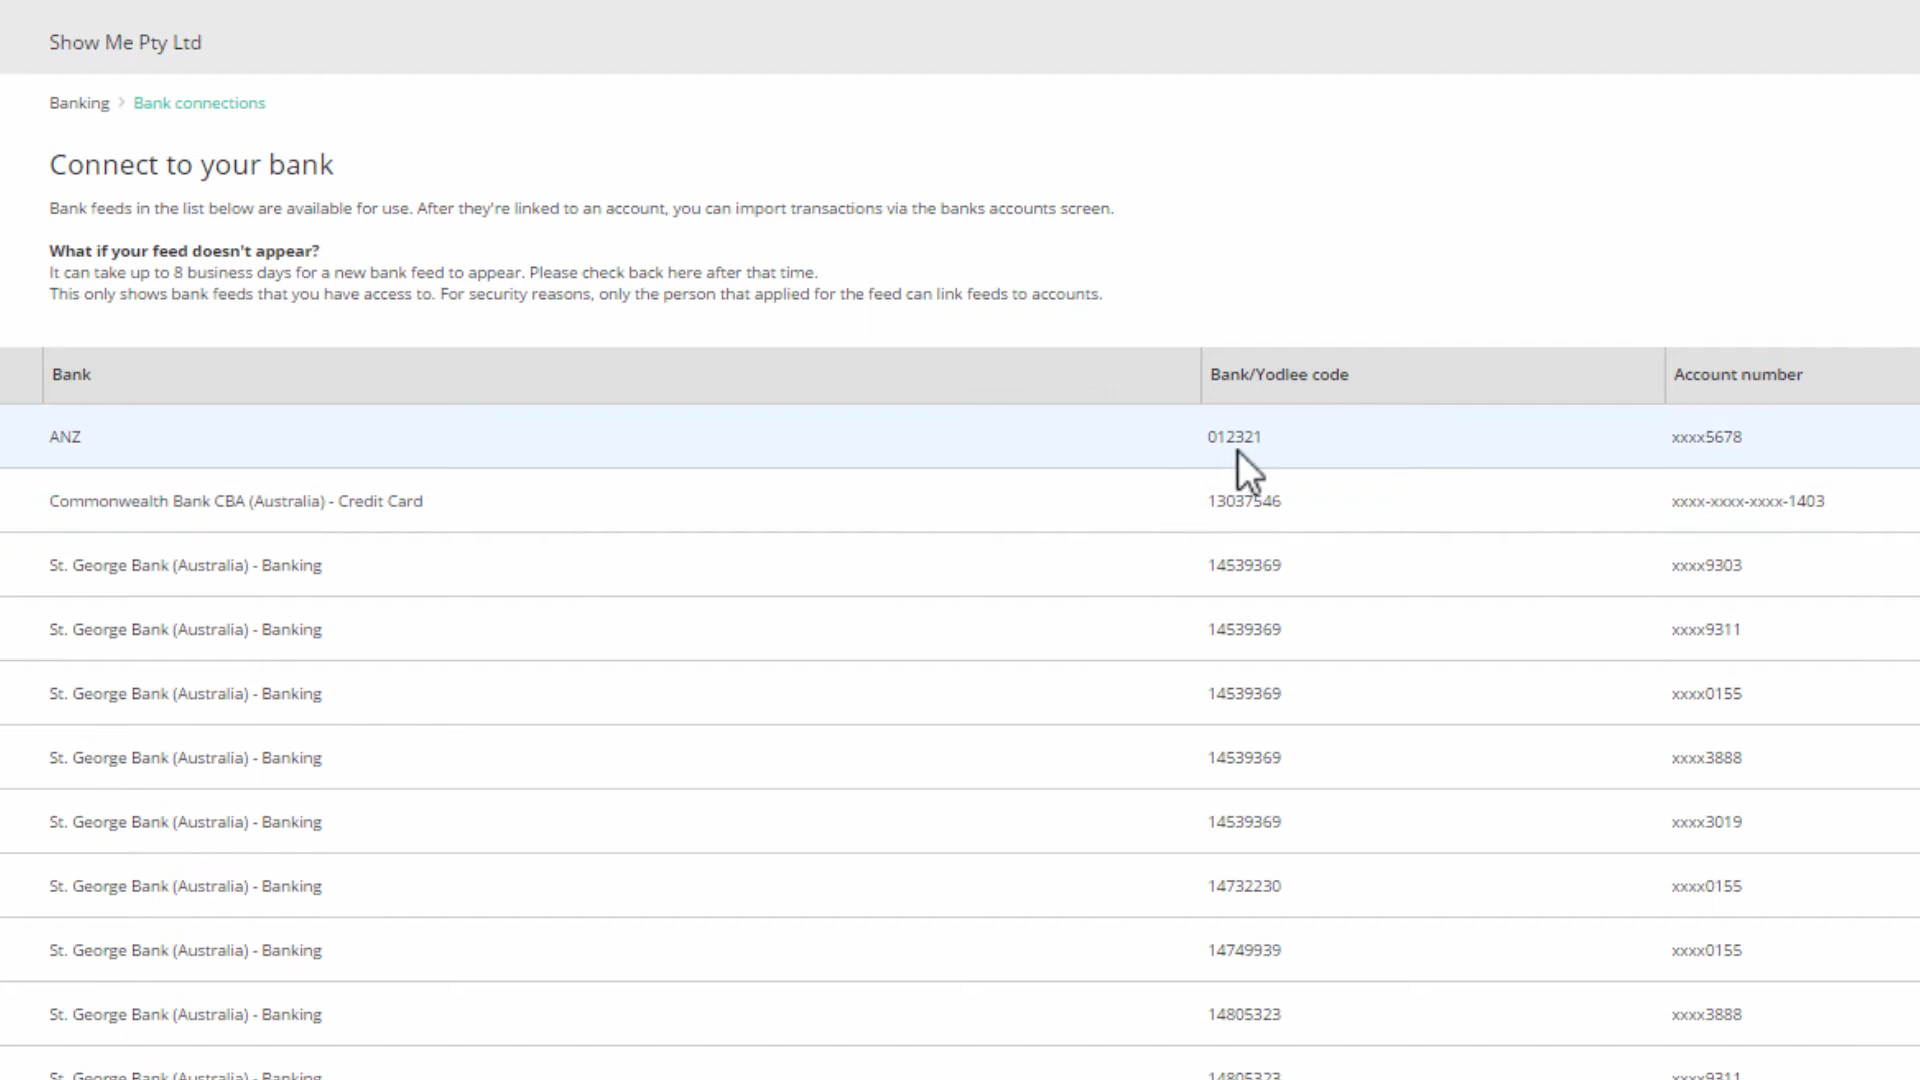 Show Me Pty Ltd
Banking > Bank connections
Connect to your bank
Bank feeds in the list below are available for use. After they're linked to an account, you can import transactions via the banks accounts screen.
What if your feed doesn't appear?
It can take up to 8 business days for a new bank feed to appear. Please check back here after that time.
This only shows bank feeds that you have access to. For security reasons, only the person that applied for the feed can link feeds to accounts.
Bank Bank/Yodlee code Account number
ANZ 012321 xxxx5678
Commonwealth Bank CBA (Australia) - Credit Card 13037546 xxxx-xxxx-xxxx-1403
St. George Bank (Australia) - Banking 14539369 xxxx9303
St. George Bank (Australia) - Banking 14539369 xxxx9311
St. George Bank (Australia) - Banking 14539369 xxxx0155
St. George Bank (Australia) - Banking 14539369 xxxx3888
St. George Bank (Australia) - Banking 14539369 xxxx3019
St. George Bank (Australia) - Banking 14732230 xxxx0155
St. George Bank (Australia) - Banking 14749939 xxxx0155
St. George Bank (Australia) - Banking 14805323 xxxx3888
St. George Bank (Australia) - Banking 14805323 xxxx9311